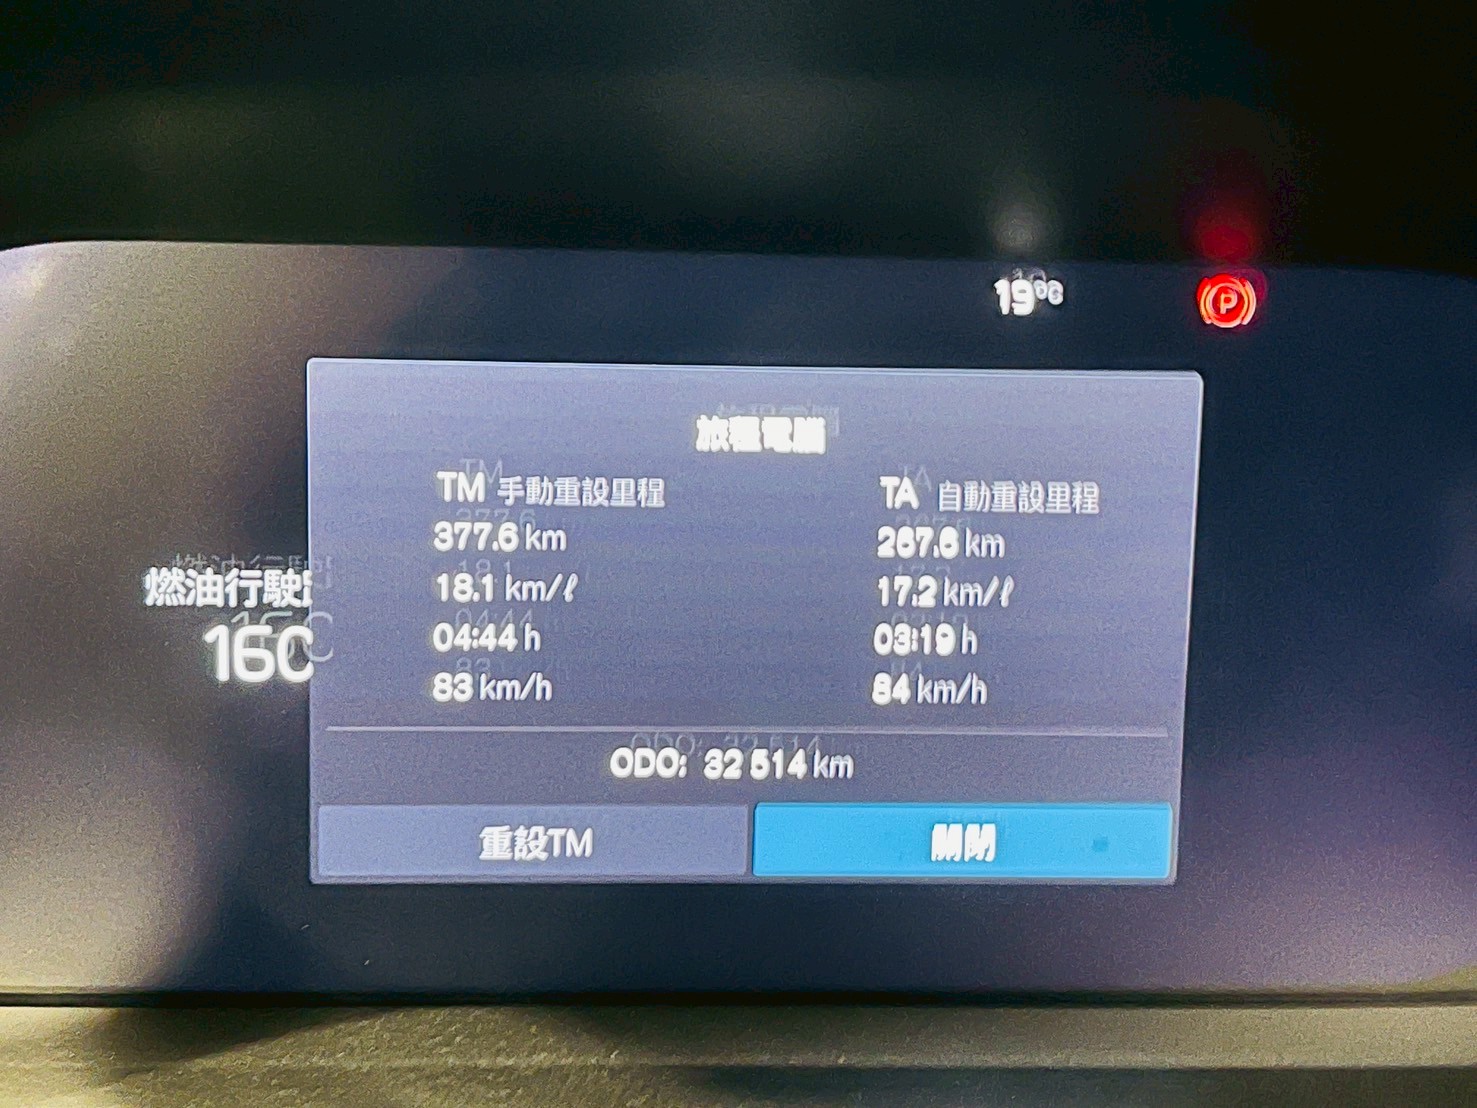 P
旅程電腦
TM 手動重設里程
377.6 km
18.1 km/ℓ
04:44 h
83 km/h
TA 自動重設里程
267.6 km
17.2 km/ℓ
03:19 h
84 km/h
燃油行駛
160
ODO: 32 514 km
重設TM
關閉